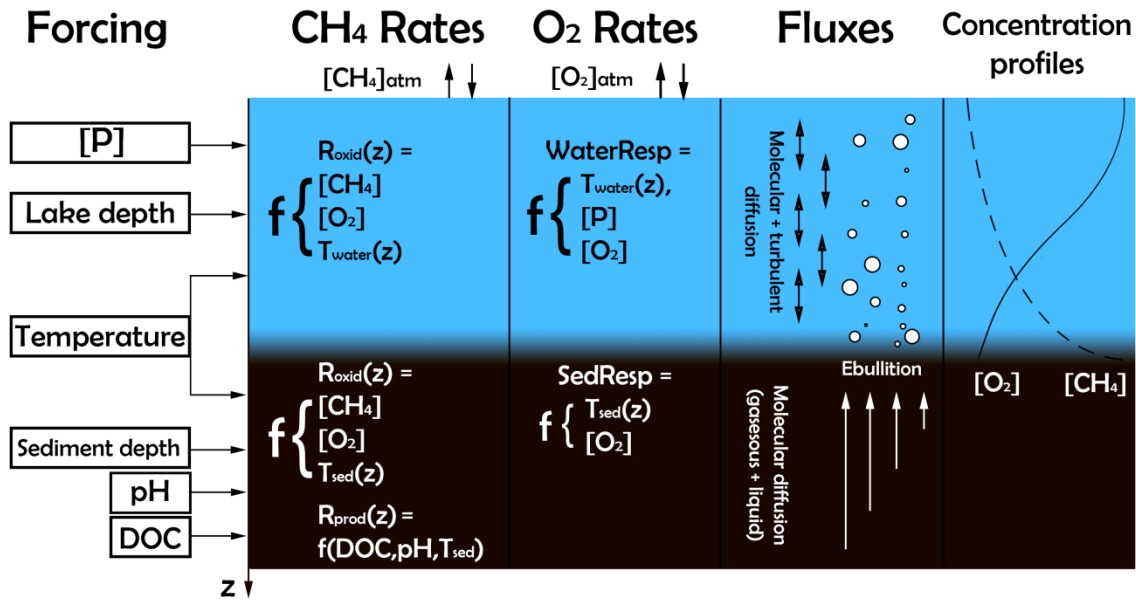 Forcing
CH₄ Rates
O₂ Rates
Fluxes
Concentration
profiles
[CH₄]atm
[O₂]atm
[P]
Lake depth
Temperature
Sediment depth
pH
DOC
z
Roxid(z) =
f {
[CH₄]
[O₂]
Twater(z)
Roxid(z) =
f {
[CH₄]
[O₂]
Tsed(z)
Rprod(z) =
f(DOC,pH,Tsed)
WaterResp =
f {
Twater(z),
[P]
[O₂]
SedResp =
f {
Tsed(z)
[O₂]
Molecular + turbulent
diffusion
Ebullition
Molecular diffusion
(gasesous + liquid)
[O₂]
[CH₄]